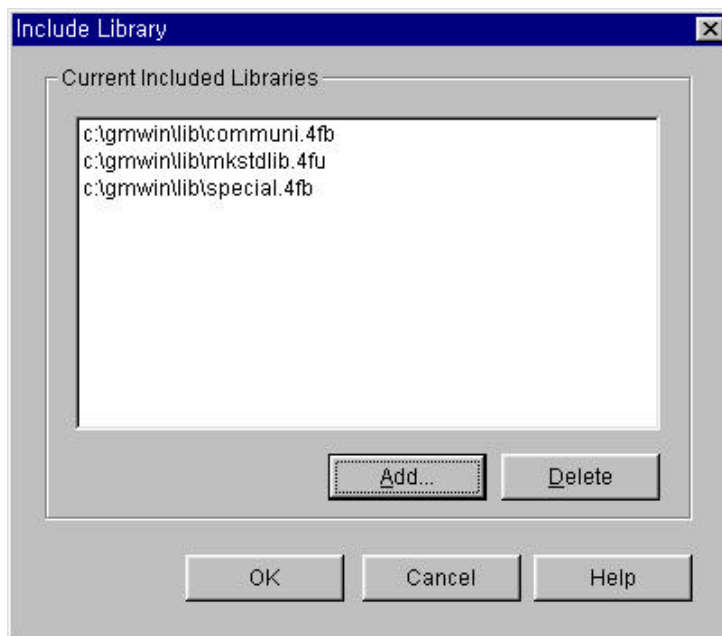 Include Library
Current Included Libraries
c:\gmwin\lib\communi.4fb
c:\gmwin\lib\mkstdlib.4fu
c:\gmwin\lib\special.4fb
Add...
Delete
OK
Cancel
Help